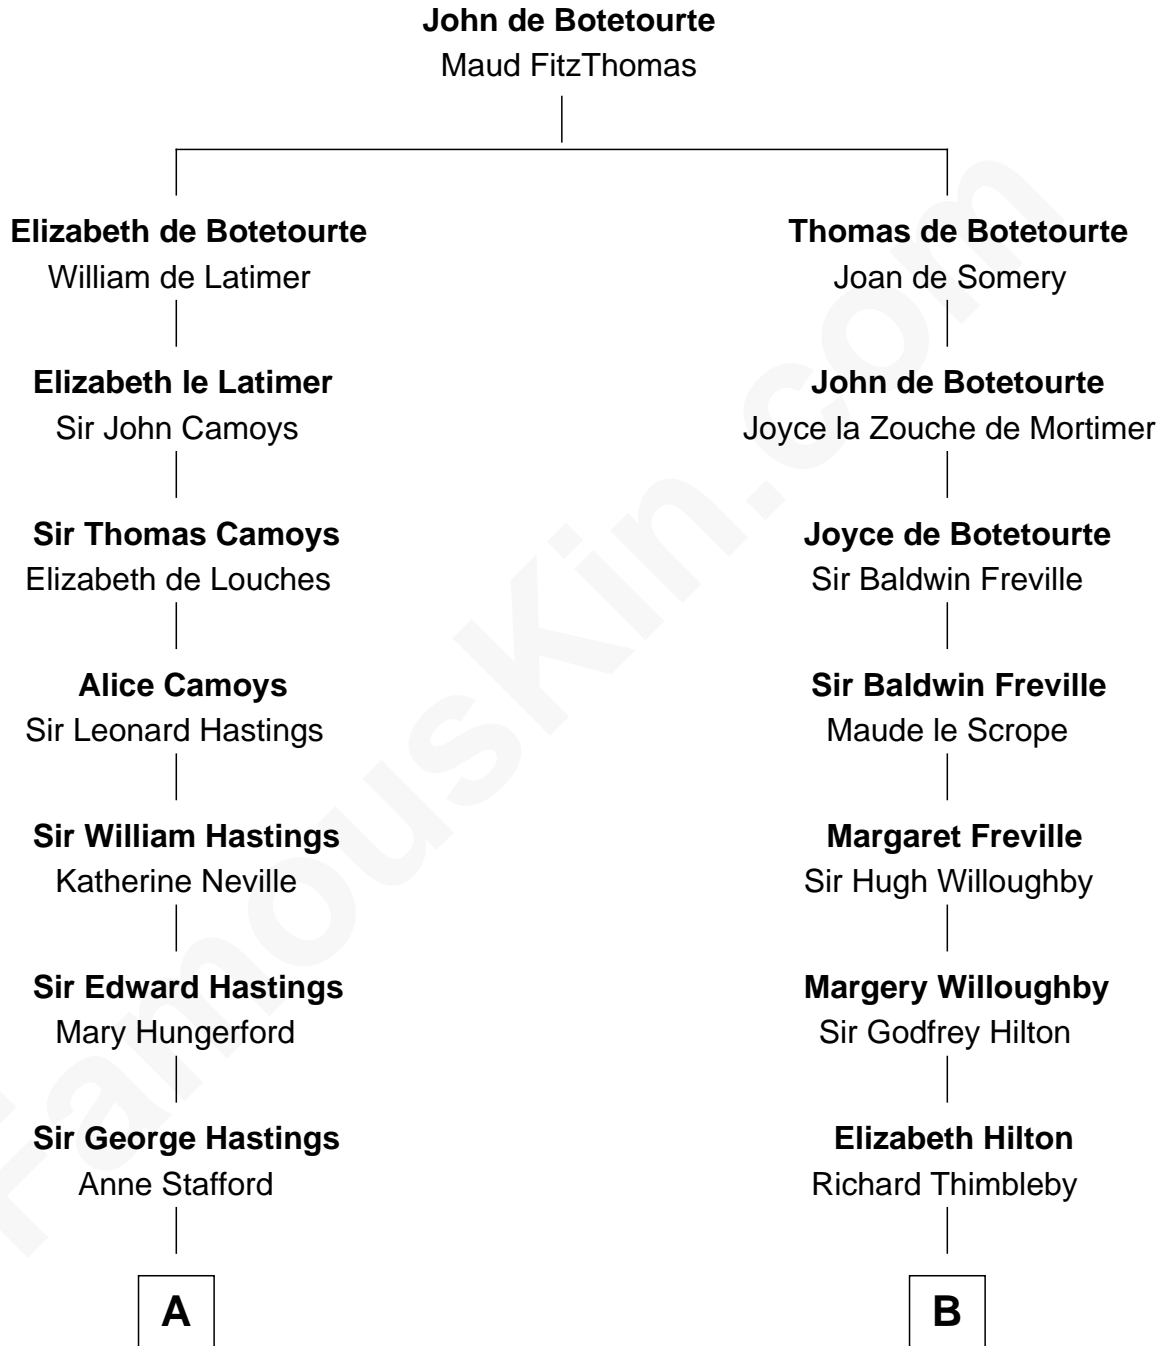 John de Botetourte
Maud FitzThomas
Elizabeth de Botetourte
William de Latimer
Thomas de Botetourte
Joan de Somery
Elizabeth le Latimer
Sir John Camoys
John de Botetourte
Joyce la Zouche de Mortimer
Sir Thomas Camoys
Elizabeth de Louches
Joyce de Botetourte
Sir Baldwin Freville
Alice Camoys
Sir Leonard Hastings
Sir Baldwin Freville
Maude le Scrope
Sir William Hastings
Katherine Neville
Margaret Freville
Sir Hugh Willoughby
Sir Edward Hastings
Mary Hungerford
Margery Willoughby
Sir Godfrey Hilton
Sir George Hastings
Anne Stafford
Elizabeth Hilton
Richard Thimbleby
A
B
FamousKin.com